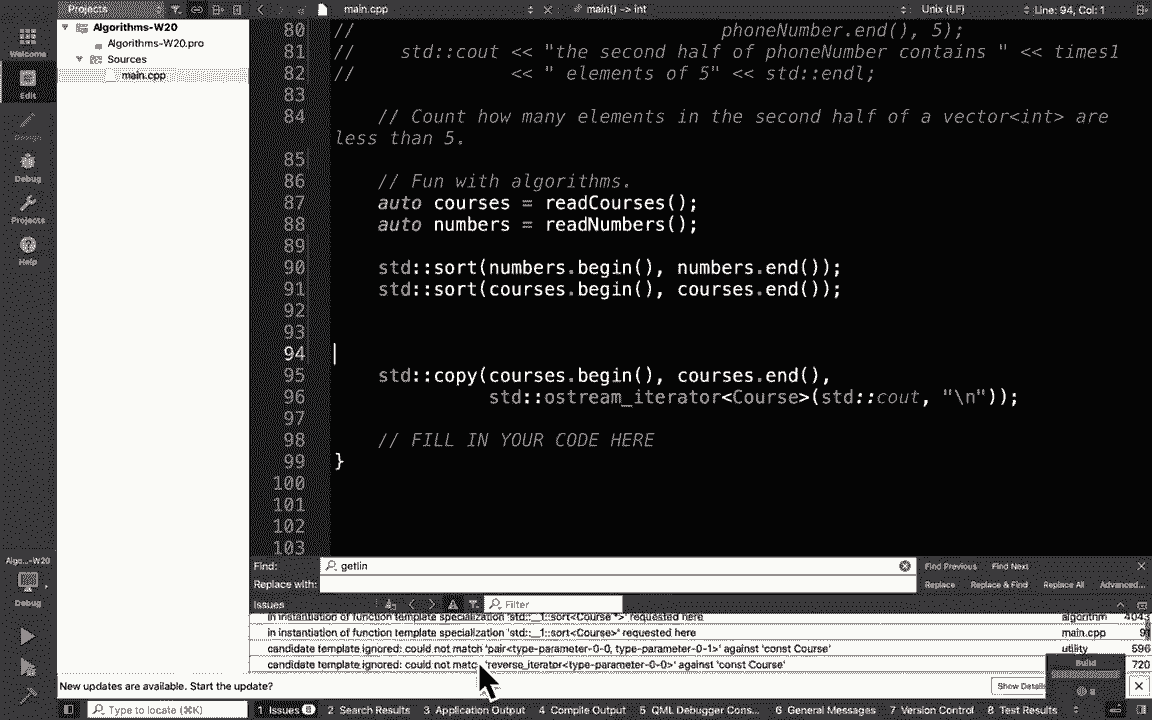 Projects
main.cpp
main() -> int
Unix (LF)
Line: 94, Col: 1
Welcome
Edit
Design
Debug
Projects
Help
Algorithms-W20
Algorithms-W20.pro
Sources
main.cpp
80 // phoneNumber.end(), 5);
81 // std::cout << "the second half of phoneNumber contains " << times1
82 // << " elements of 5" << std::endl;
83
84 // Count how many elements in the second half of a vector<int> are
less than 5.
85
86 // Fun with algorithms.
87 auto courses = readCourses();
88 auto numbers = readNumbers();
89
90 std::sort(numbers.begin(), numbers.end());
91 std::sort(courses.begin(), courses.end());
92
93
94
95 std::copy(courses.begin(), courses.end(),
96 std::ostream_iterator<Course>(std::cout, "\n"));
97
98 // FILL IN YOUR CODE HERE
99 }
100
101
102
103
Algo...-W20
Debug
Find: getlin Find Previous Find Next
Replace with: Replace Replace & Find Replace All Advanced...
Issues Filter
in instantiation of function template specialization 'std::__1::sort<Course *>' requested here algorithm 4043
in instantiation of function template specialization 'std::__1::sort<Course>' requested here main.cpp 91
candidate template ignored: could not match 'pair<type-parameter-0-0, type-parameter-0-1>' against 'const Course' utility 596
candidate template ignored: could not match 'reverse_iterator<type-parameter-0-0>' against 'const Course' 720
Build
New updates are available. Start the update? Show Details
Type to locate (⌘K) 1 Issues 8 2 Search Results 3 Application Output 4 Compile Output 5 QML Debugger Cons... 6 General Messages 7 Version Control 8 Test Results